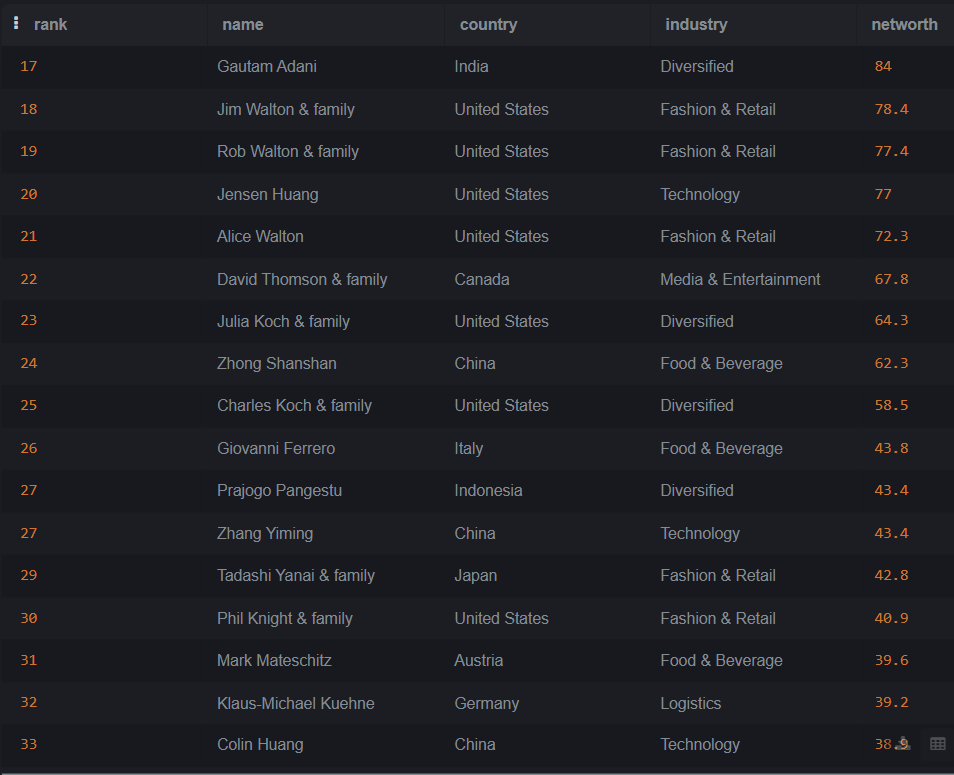 rank name country industry networth
17 Gautam Adani India Diversified 84
18 Jim Walton & family United States Fashion & Retail 78.4
19 Rob Walton & family United States Fashion & Retail 77.4
20 Jensen Huang United States Technology 77
21 Alice Walton United States Fashion & Retail 72.3
22 David Thomson & family Canada Media & Entertainment 67.8
23 Julia Koch & family United States Diversified 64.3
24 Zhong Shanshan China Food & Beverage 62.3
25 Charles Koch & family United States Diversified 58.5
26 Giovanni Ferrero Italy Food & Beverage 43.8
27 Prajogo Pangestu Indonesia Diversified 43.4
27 Zhang Yiming China Technology 43.4
29 Tadashi Yanai & family Japan Fashion & Retail 42.8
30 Phil Knight & family United States Fashion & Retail 40.9
31 Mark Mateschitz Austria Food & Beverage 39.6
32 Klaus-Michael Kuehne Germany Logistics 39.2
33 Colin Huang China Technology 38.9